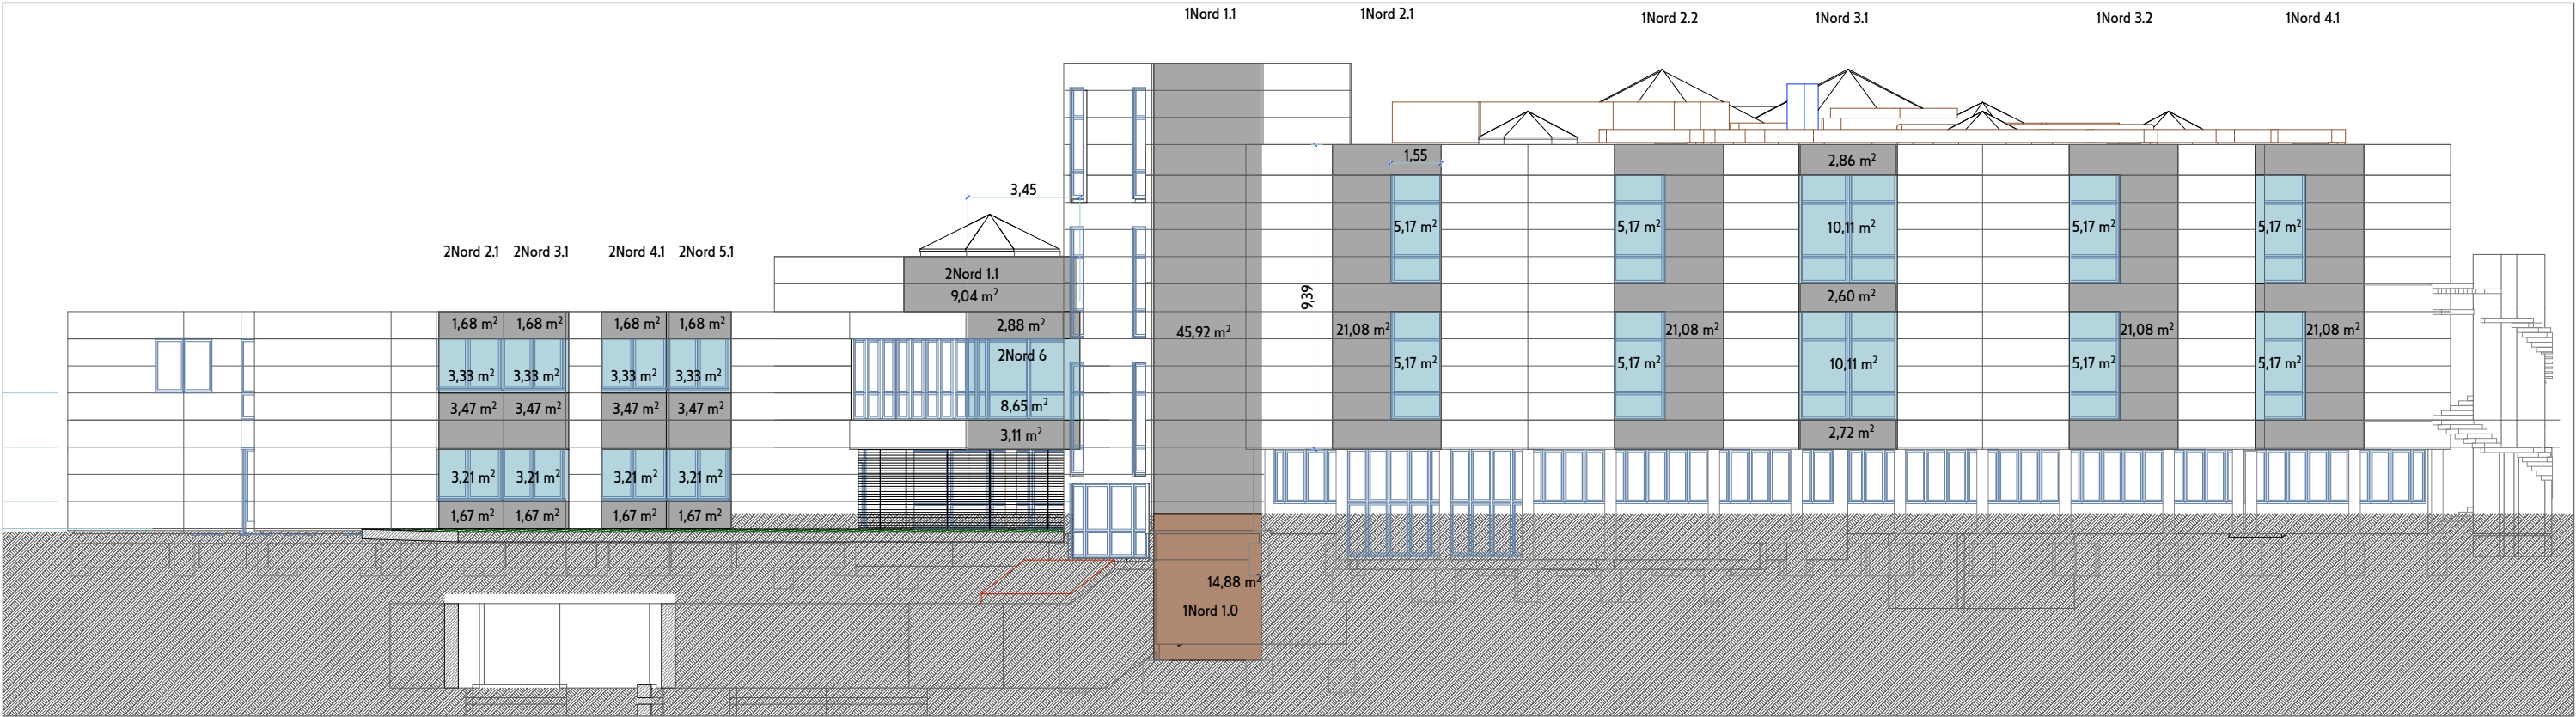 1Nord 1.1 1Nord 2.1 1Nord 2.2 1Nord 3.1 1Nord 3.2 1Nord 4.1
1,55 2,86 m²
3,45
5,17 m² 5,17 m² 10,11 m² 5,17 m² 5,17 m²
2Nord 2.1 2Nord 3.1 2Nord 4.1 2Nord 5.1
2Nord 1.1
9,04 m² 9,39 2,60 m²
1,68 m² 1,68 m² 1,68 m² 1,68 m² 2,88 m²
45,92 m² 21,08 m² 21,08 m² 21,08 m² 21,08 m²
2Nord 6
5,17 m² 5,17 m² 10,11 m² 5,17 m² 5,17 m²
3,33 m² 3,33 m² 3,33 m² 3,33 m²
3,47 m² 3,47 m² 3,47 m² 3,47 m² 8,65 m²
3,11 m² 2,72 m²
3,21 m² 3,21 m² 3,21 m² 3,21 m²
1,67 m² 1,67 m² 1,67 m² 1,67 m²
14,88 m²
1Nord 1.0